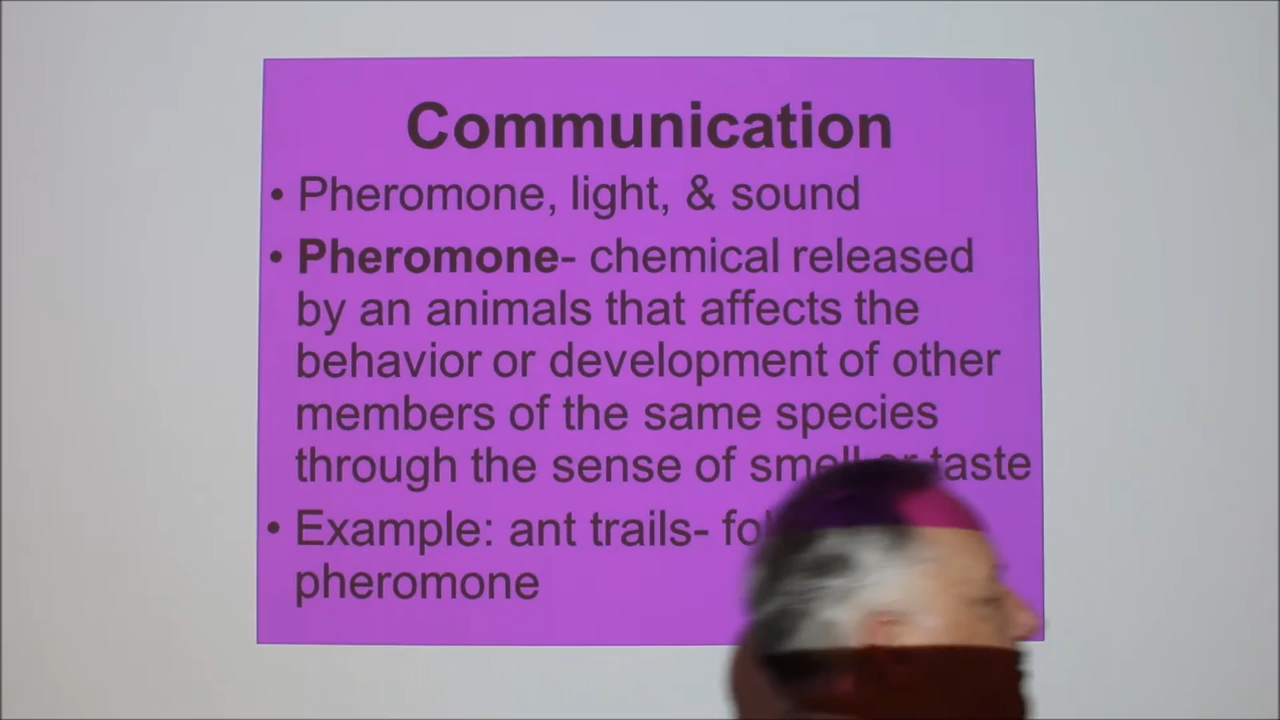 Communication
• Pheromone, light, & sound
• Pheromone- chemical released
by an animals that affects the
behavior or development of other
members of the same species
through the sense of smell or taste
• Example: ant trails-
pheromone